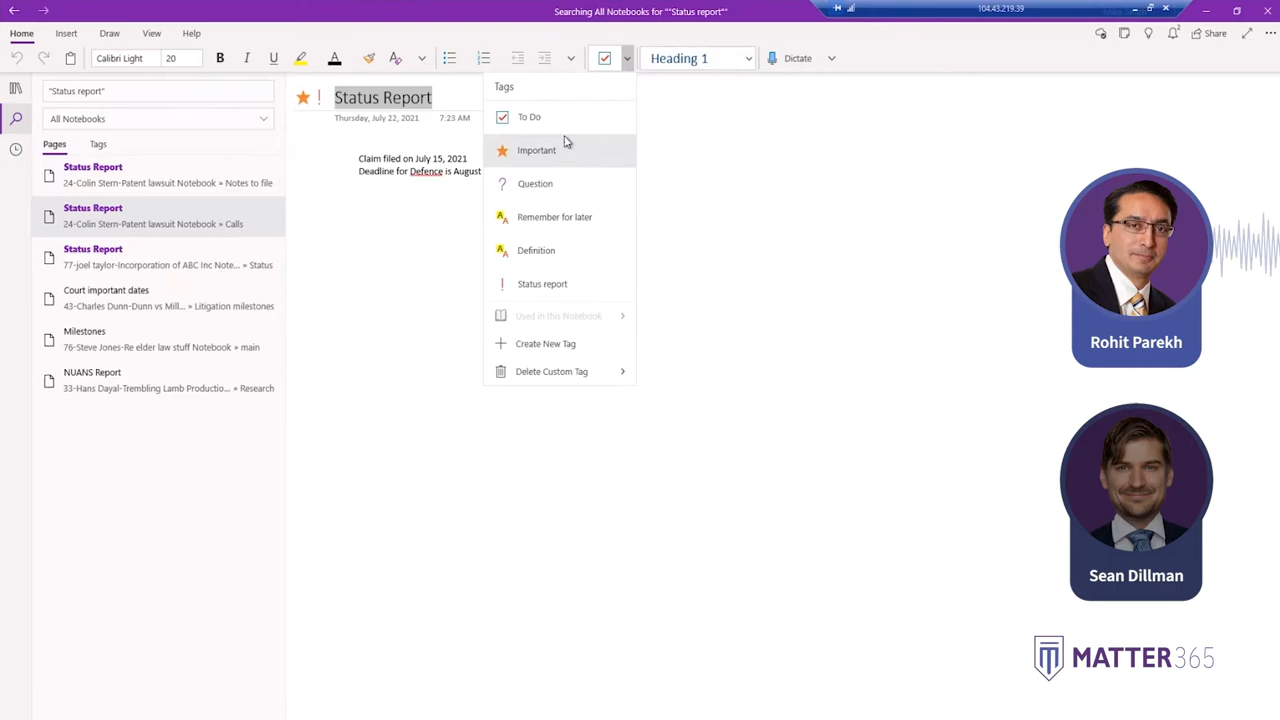 Searching All Notebooks for ""Status report""
104.43.219.39
Home Insert Draw View Help
Share
Calibri Light 20 B I U A Heading 1 Dictate
"Status report"
All Notebooks
Pages Tags
Status Report
24-Colin Stern-Patent lawsuit Notebook » Notes to file
Status Report
24-Colin Stern-Patent lawsuit Notebook » Calls
Status Report
77-joel taylor-Incorporation of ABC Inc Note... » Status
Court important dates
43-Charles Dunn-Dunn vs Mill... » Litigation milestones
Milestones
76-Steve Jones-Re elder law stuff Notebook » main
NUANS Report
33-Hans Dayal-Trembling Lamb Productio... » Research
Status Report
Thursday, July 22, 2021 7:23 AM
Claim filed on July 15, 2021
Deadline for Defence is August
Tags
To Do
Important
Question
Remember for later
Definition
Status report
Used in this Notebook
Create New Tag
Delete Custom Tag
Rohit Parekh
Sean Dillman
MATTER365